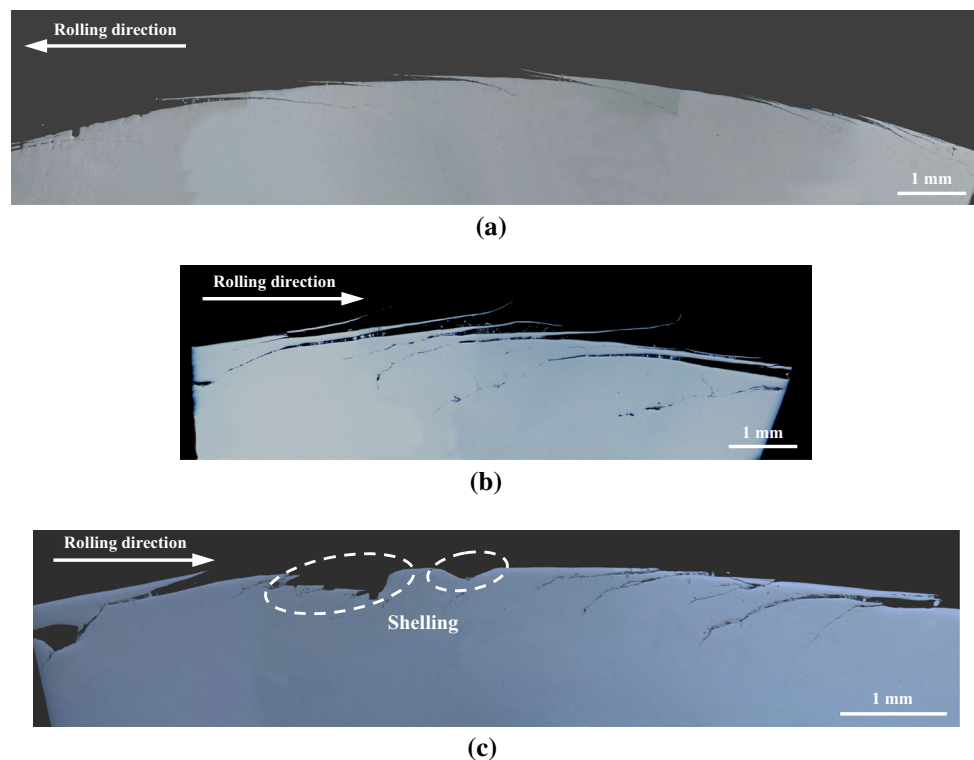 Rolling direction
1 mm
(a)
Rolling direction
1 mm
(b)
Rolling direction
Shelling
1 mm
(c)